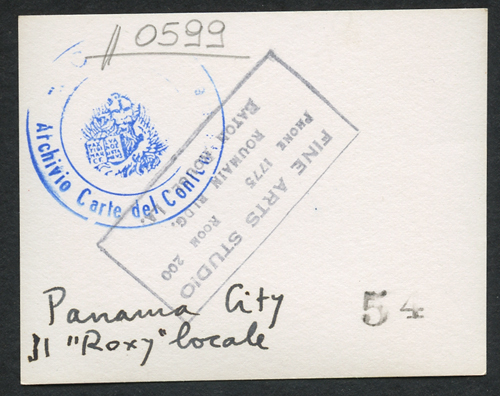 0599
Archivio Carte del Conte
FINE ARTS STUDIO
ROOM 200
ROUMAIN BLDG.
BATON ROUGE, LA.
PHONE 1775
Panama City
Il "Roxy" locale
54